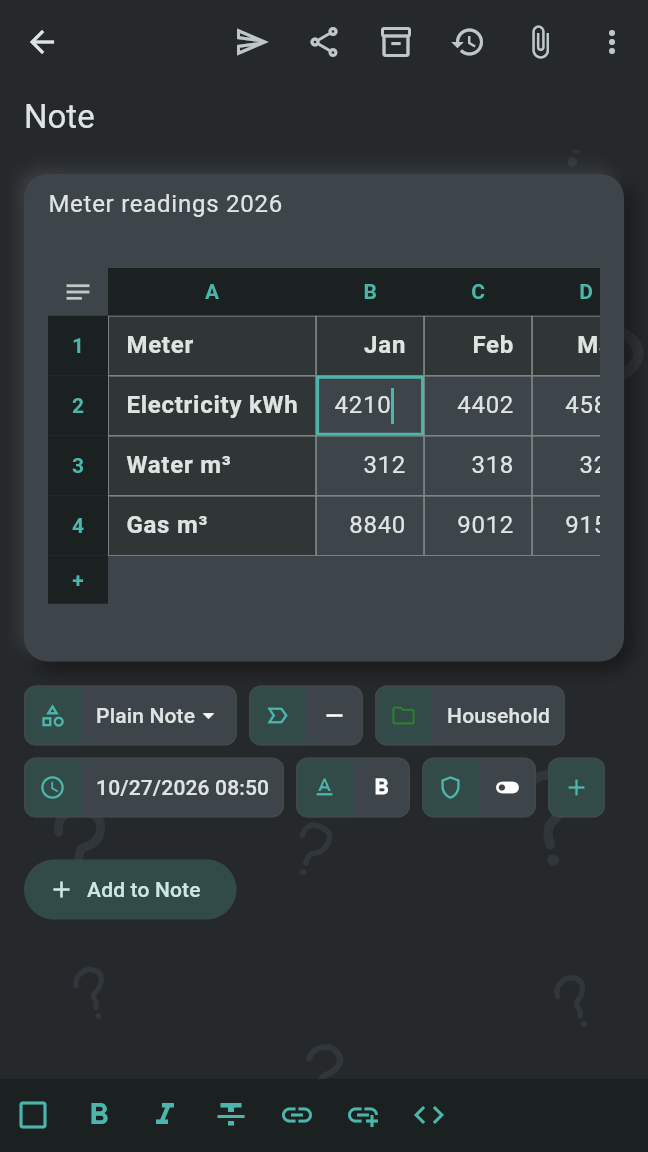 Note
Meter readings 2026
A B C D
1 Meter Jan Feb
2 Electricity kWh 4210 4402
3 Water m³ 312 318
4 Gas m³ 8840 9012
+
Plain Note
Household
10/27/2026 08:50 A B
+
+ Add to Note
B I